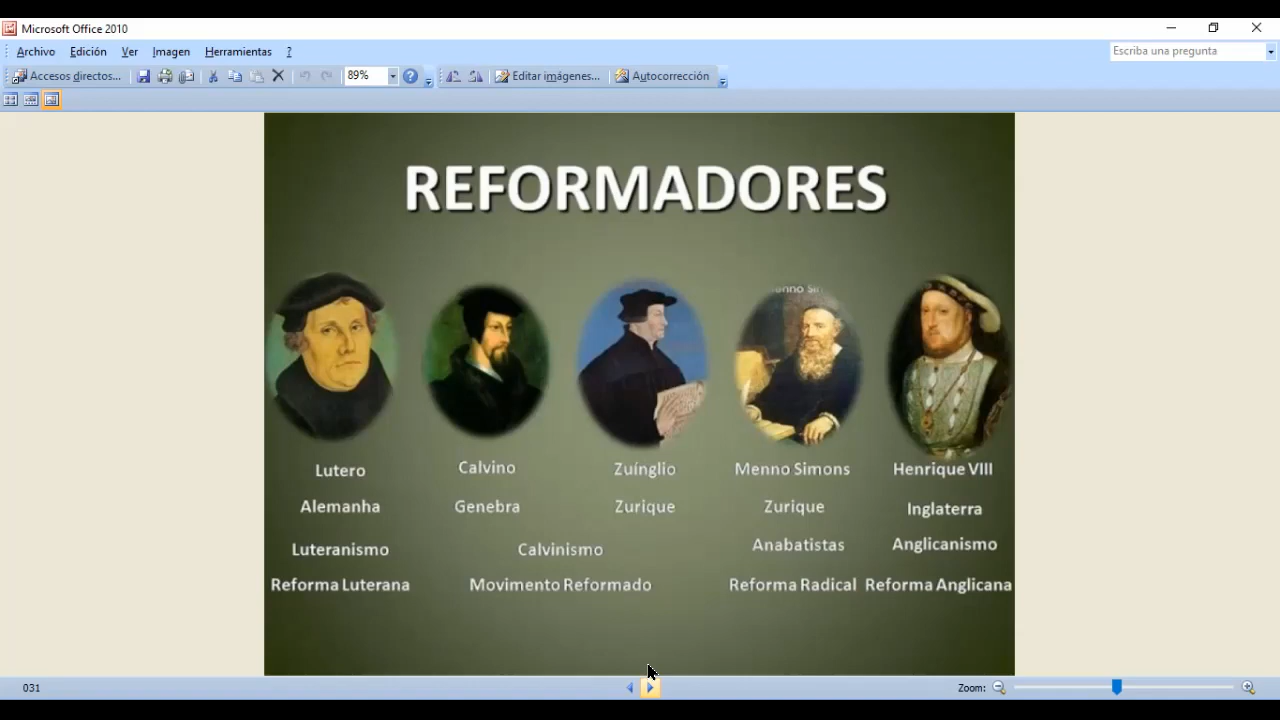 Microsoft Office 2010
Archivo Edición Ver Imagen Herramientas ?
Escriba una pregunta
Accesos directos... 89% Editar imágenes... Autocorrección
REFORMADORES
enno Sim
Lutero Calvino Zuínglio Menno Simons Henrique VIII
Alemanha Genebra Zurique Zurique Inglaterra
Luteranismo Calvinismo Anabatistas Anglicanismo
Reforma Luterana Movimento Reformado Reforma Radical Reforma Anglicana
031 Zoom: